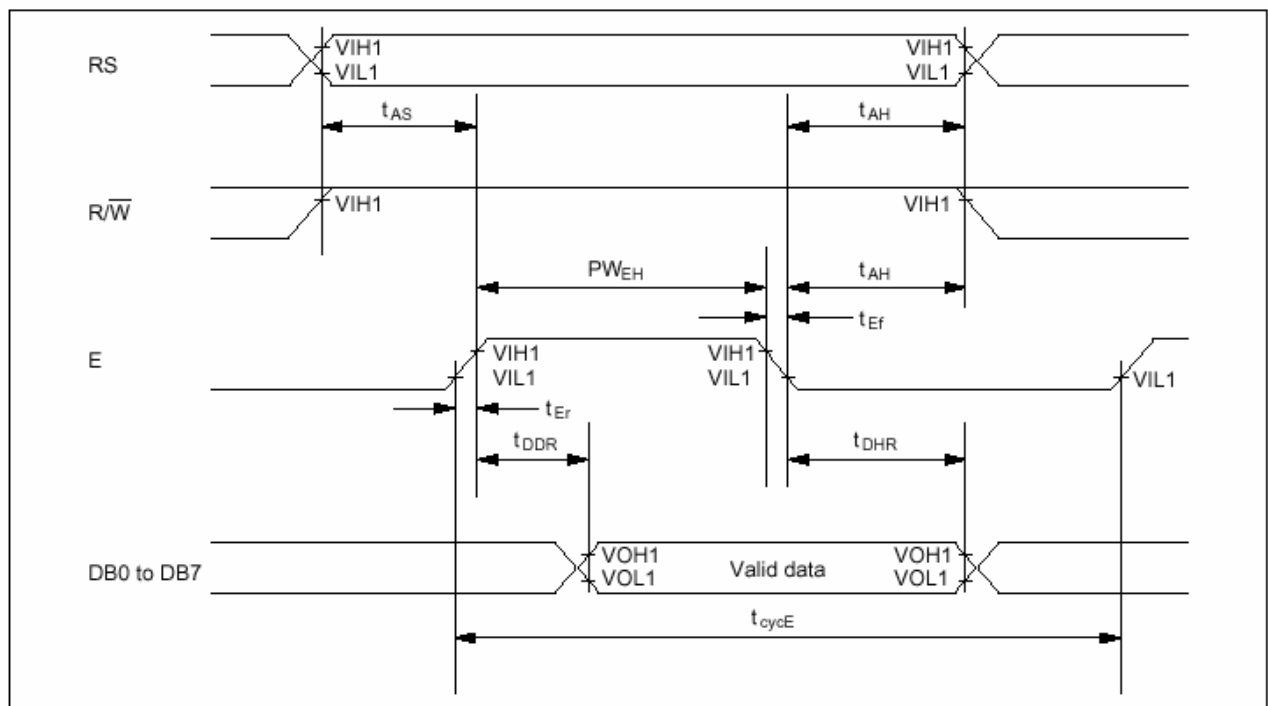 RS
VIH1
VIL1
VIH1
VIL1
tAS
tAH
R/W̅
VIH1
VIH1
PWEH
tAH
tEf
E
VIH1
VIL1
VIH1
VIL1
VIL1
tEr
tDDR
tDHR
DB0 to DB7
VOH1
VOL1
Valid data
VOH1
VOL1
tcycE